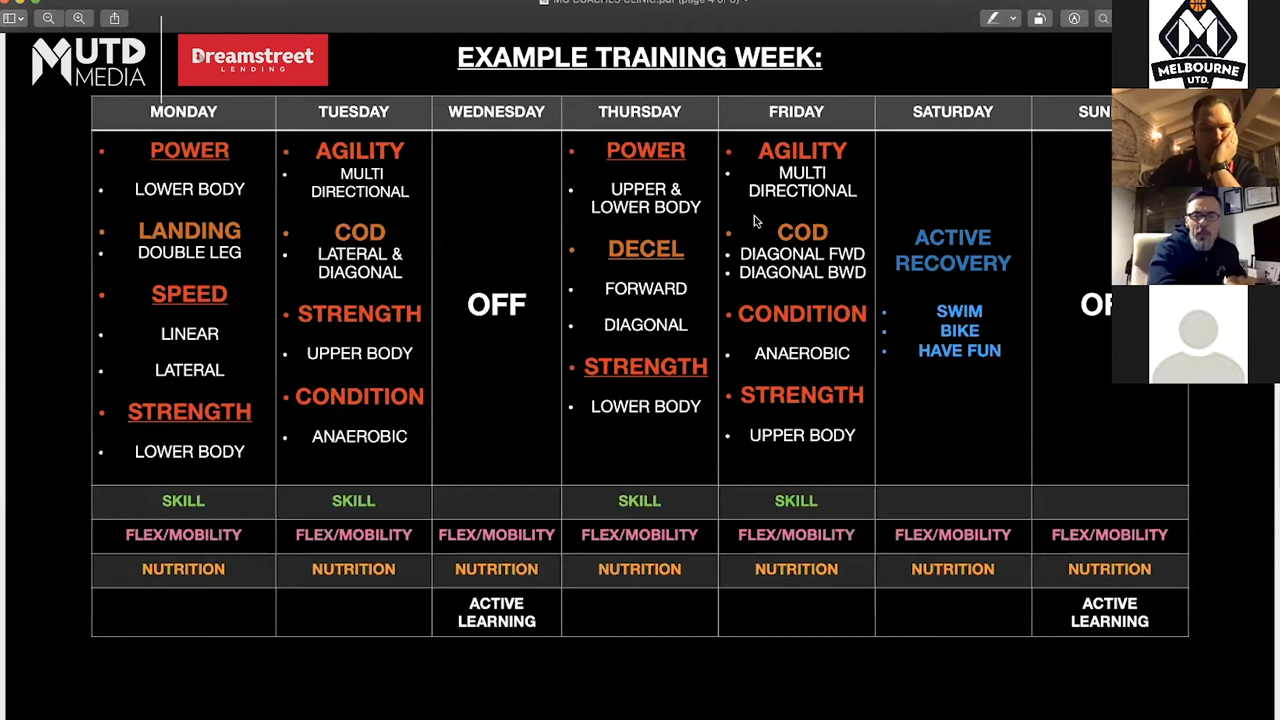 MUTD
MEDIA
Dreamstreet
LENDING
EXAMPLE TRAINING WEEK:
MELBOURNE
UTD.
MONDAY
TUESDAY
WEDNESDAY
THURSDAY
FRIDAY
SATURDAY
SUN
POWER
LOWER BODY
LANDING
DOUBLE LEG
SPEED
LINEAR
LATERAL
STRENGTH
LOWER BODY
AGILITY
MULTI
DIRECTIONAL
COD
LATERAL &
DIAGONAL
STRENGTH
UPPER BODY
CONDITION
ANAEROBIC
OFF
POWER
UPPER &
LOWER BODY
DECEL
FORWARD
DIAGONAL
STRENGTH
LOWER BODY
AGILITY
MULTI
DIRECTIONAL
COD
DIAGONAL FWD
DIAGONAL BWD
CONDITION
ANAEROBIC
STRENGTH
UPPER BODY
ACTIVE
RECOVERY
SWIM
BIKE
HAVE FUN
SKILL SKILL SKILL SKILL
FLEX/MOBILITY FLEX/MOBILITY FLEX/MOBILITY FLEX/MOBILITY FLEX/MOBILITY FLEX/MOBILITY FLEX/MOBILITY
NUTRITION NUTRITION NUTRITION NUTRITION NUTRITION NUTRITION NUTRITION
ACTIVE
LEARNING
ACTIVE
LEARNING